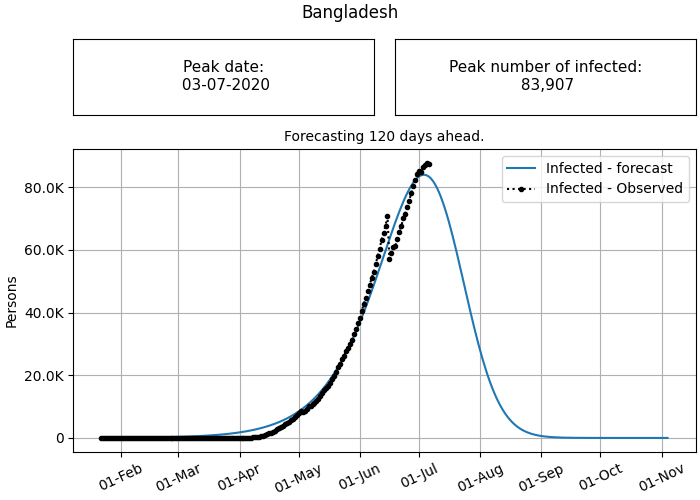 Bangladesh
Peak date:
03-07-2020
Peak number of infected:
83,907
Forecasting 120 days ahead.
Infected - forecast
Infected - Observed
80.0K
60.0K
40.0K
20.0K
0
Persons
01-Feb
01-Mar
01-Apr
01-May
01-Jun
01-Jul
01-Aug
01-Sep
01-Oct
01-Nov